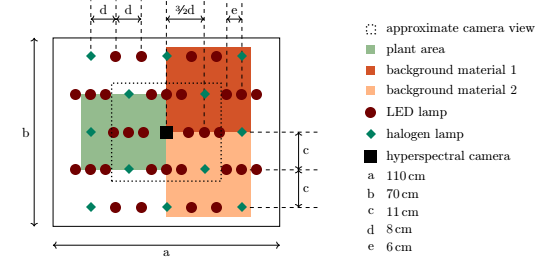 d d ³⁄₂d e
b
c
c
a
approximate camera view
plant area
background material 1
background material 2
LED lamp
halogen lamp
hyperspectral camera
a 110 cm
b 70 cm
c 11 cm
d 8 cm
e 6 cm